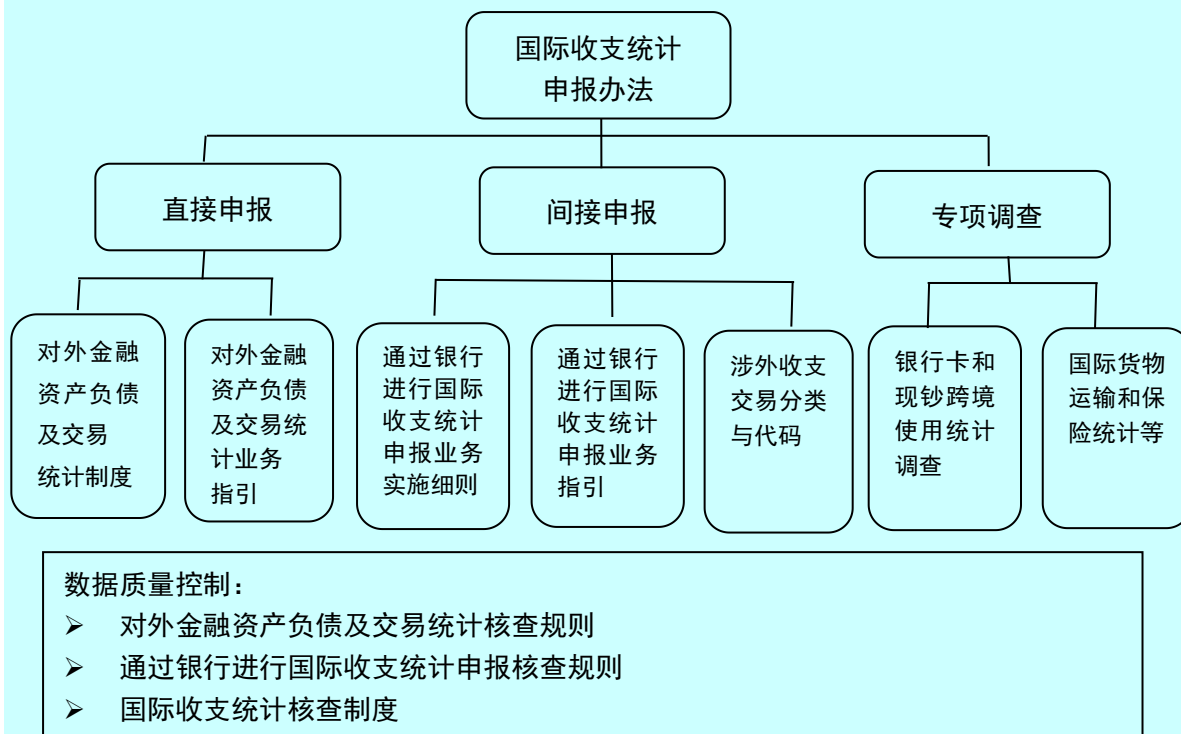 国际收支统计
申报办法
直接申报
间接申报
专项调查
对外金融
资产负债
及交易
统计制度
对外金融
资产负债
及交易统
计业务
指引
通过银行
进行国际
收支统计
申报业务
实施细则
通过银行
进行国际
收支统计
申报业务
指引
涉外收支
交易分类
与代码
银行卡和
现钞跨境
使用统计
调查
国际货物
运输和保
险统计等
数据质量控制:
➢ 对外金融资产负债及交易统计核查规则
➢ 通过银行进行国际收支统计申报核查规则
➢ 国际收支统计核查制度